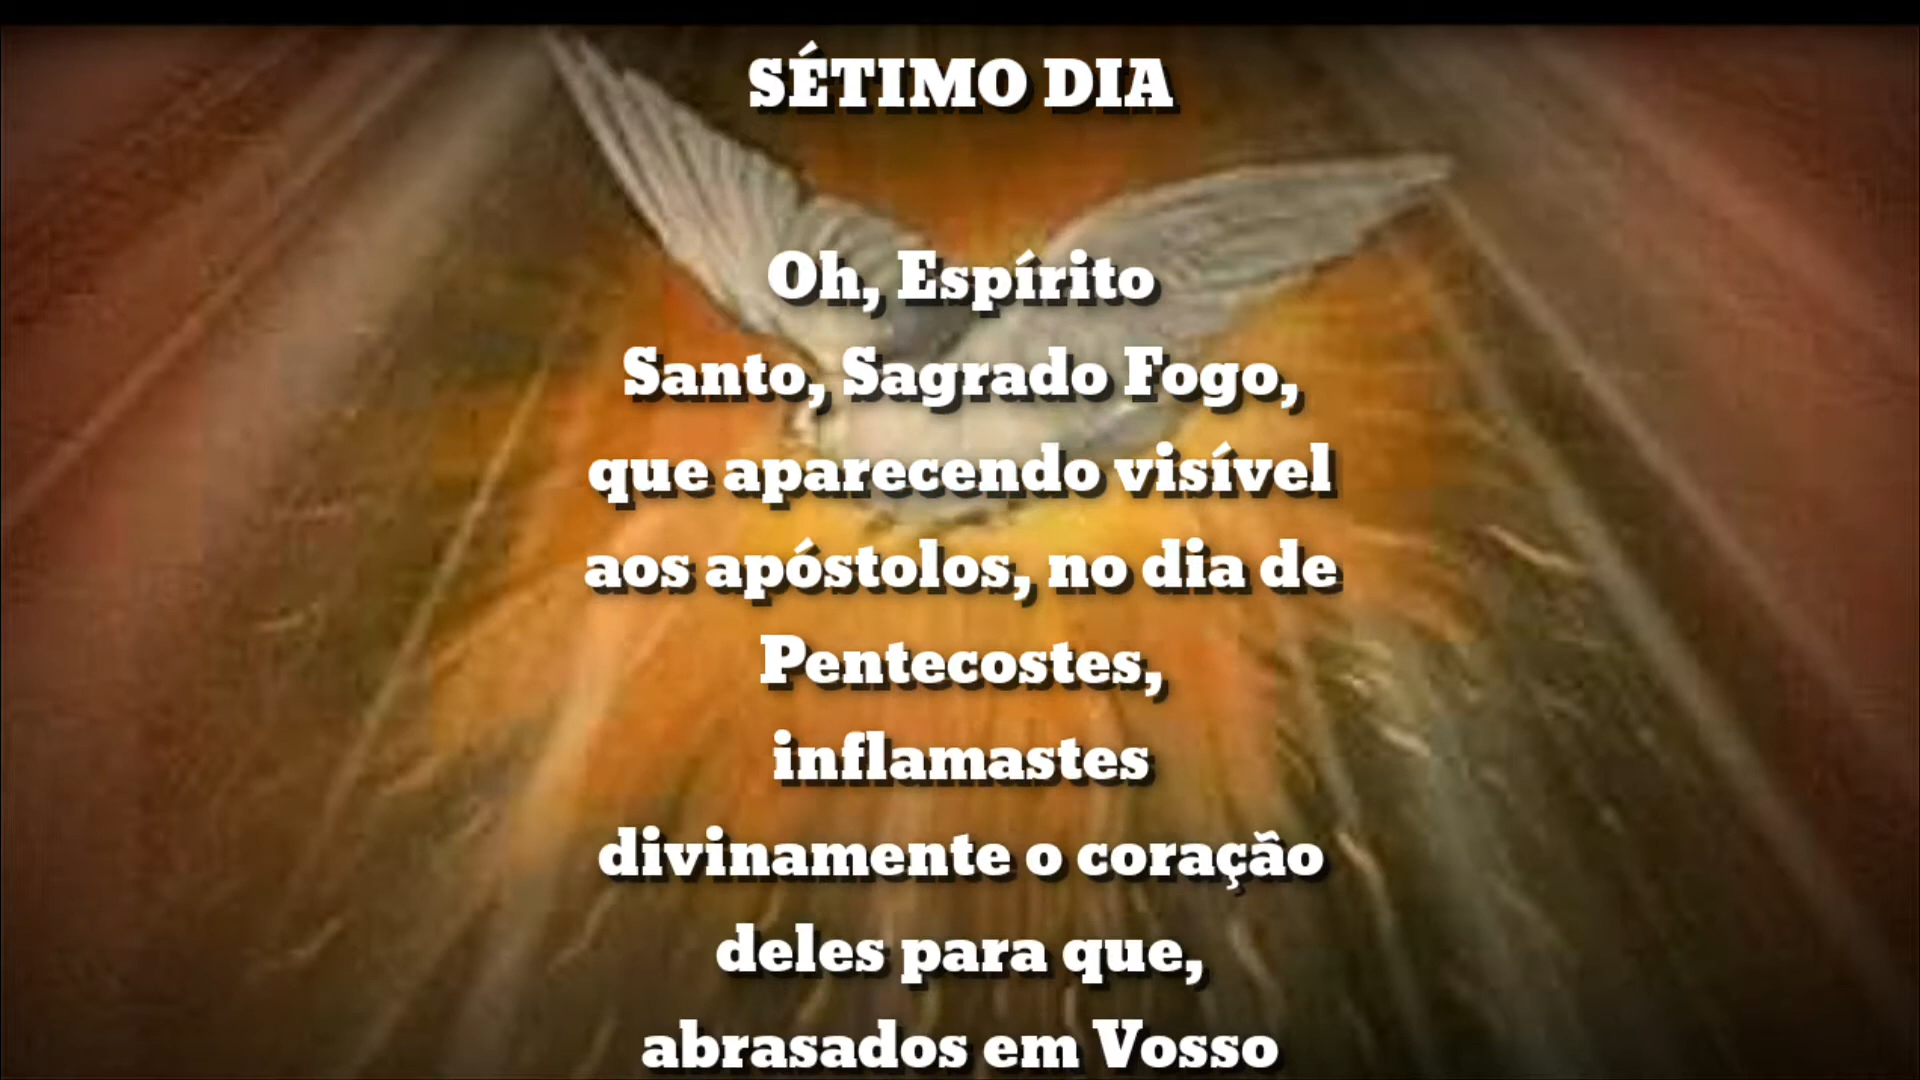 SÉTIMO DIA
Oh, Espírito
Santo, Sagrado Fogo,
que aparecendo visível
aos apóstolos, no dia de
Pentecostes,
inflamastes
divinamente o coração
deles para que,
abrasados em Vosso